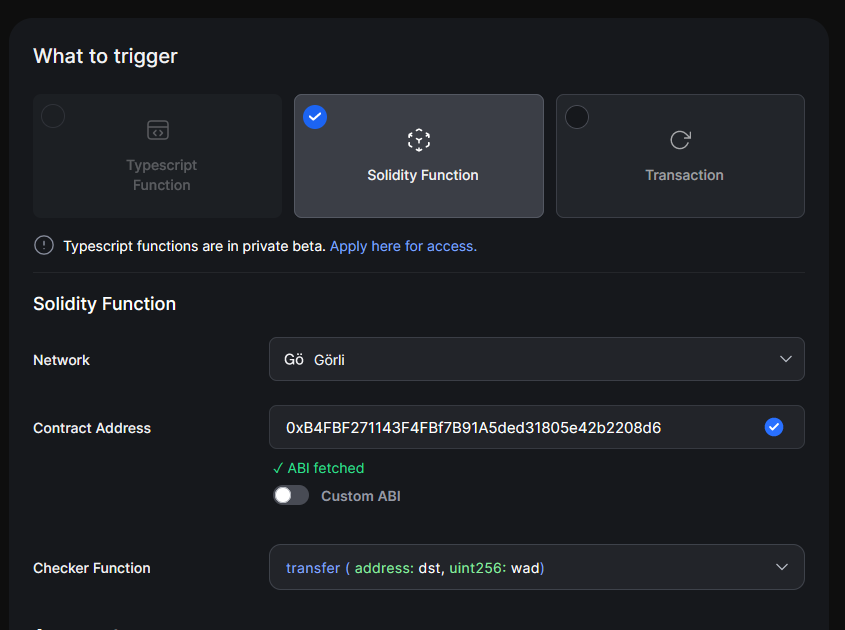 What to trigger
Typescript
Function
Solidity Function
Transaction
Typescript functions are in private beta. Apply here for access.
Solidity Function
Network
Gö Görli
Contract Address
0xB4FBF271143F4FBf7B91A5ded31805e42b2208d6
✓ ABI fetched
Custom ABI
Checker Function
transfer ( address: dst, uint256: wad)